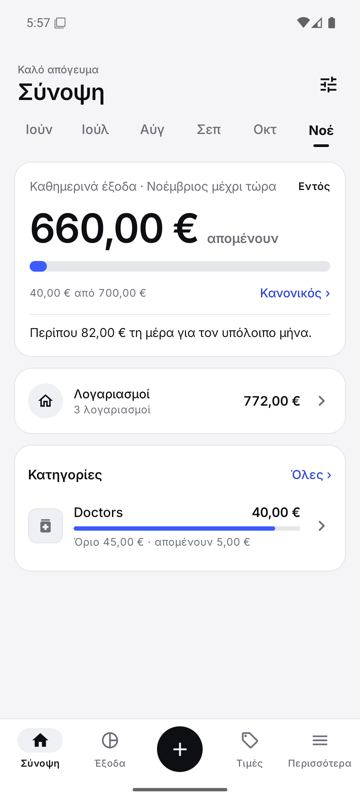 5:57
Καλό απόγευμα
Σύνοψη
Ιούν Ιούλ Αύγ Σεπ Οκτ Νοέ
Καθημερινά έξοδα · Νοέμβριος μέχρι τώρα Εντός
660,00 € απομένουν
40,00 € από 700,00 € Κανονικός ›
Περίπου 82,00 € τη μέρα για τον υπόλοιπο μήνα.
Λογαριασμοί 772,00 €
3 λογαριασμοί
Κατηγορίες Όλες ›
Doctors 40,00 €
Όριο 45,00 € · απομένουν 5,00 €
Σύνοψη Έξοδα Τιμές Περισσότερα